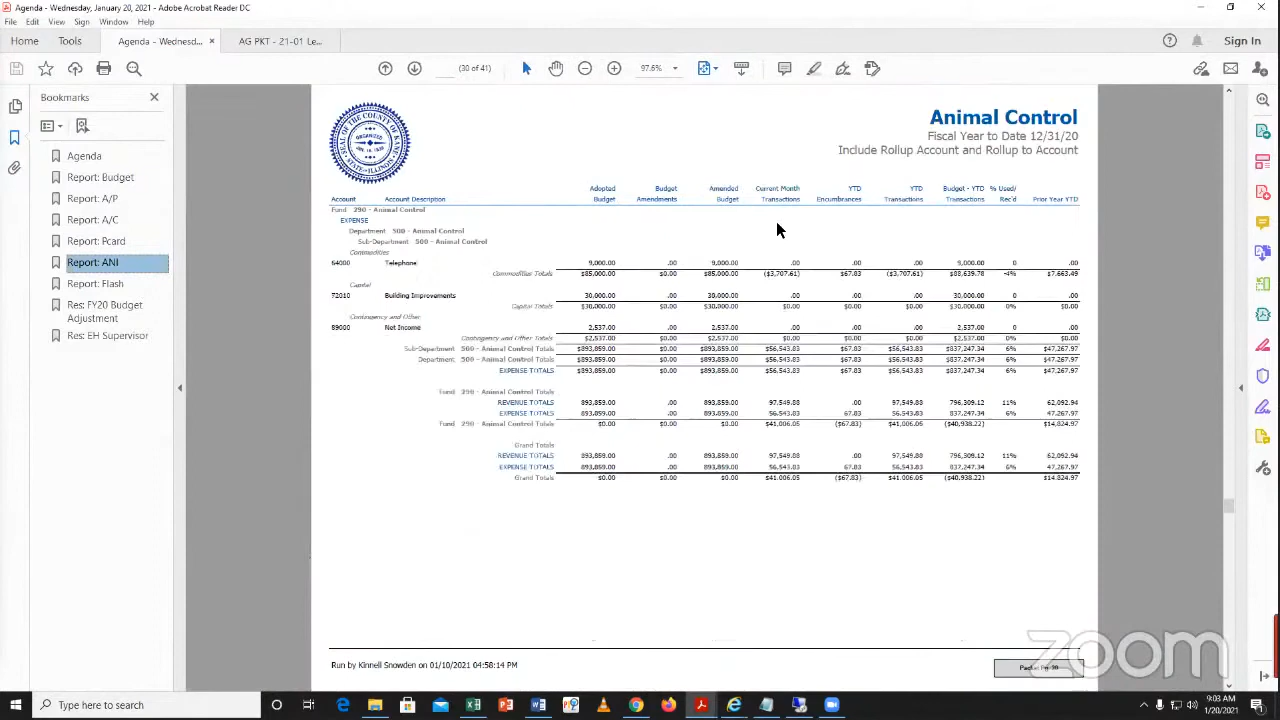 Agenda - Wednesday, January 20, 2021 - Adobe Acrobat Reader DC
File Edit View Sign Window Help
Home Tools Agenda - Wednesd... × AG PKT - 21-01 Le... Sign In
(30 of 41) 97.6%
Bookmarks
Agenda
Report: Budget
Report: A/P
Report: A/C
Report: Pcard
Report: ANI
Report: Flash
Res: FY20 Budget
Adjustment
Res: EH Supervisor
SEAL OF THE COUNTY OF KANE
ORGANIZED
STATE ILLINOIS
Animal Control
Fiscal Year to Date 12/31/20
Include Rollup Account and Rollup to Account
Adopted Budget Amended Current Month YTD YTD Budget - YTD % Used/
Account Account Description Budget Amendments Budget Transactions Encumbrances Transactions Transactions Rec'd Prior Year YTD
Fund 290 - Animal Control
EXPENSE
Department 500 - Animal Control
Sub-Department 500 - Animal Control
Commodities
64000 Telephone 9,000.00 .00 9,000.00 .00 .00 .00 9,000.00 0 .00
Commodities Totals $85,000.00 $0.00 $85,000.00 ($3,707.61) $67.83 ($3,707.61) $88,639.78 -4% $7,663.49
Capital
72010 Building Improvements 30,000.00 .00 30,000.00 .00 .00 .00 30,000.00 0 .00
Capital Totals $30,000.00 $0.00 $30,000.00 $0.00 $0.00 $0.00 $30,000.00 0% $0.00
Contingency and Other
89000 Net Income 2,537.00 .00 2,537.00 .00 .00 .00 2,537.00 0 .00
Contingency and Other Totals $2,537.00 $0.00 $2,537.00 $0.00 $0.00 $0.00 $2,537.00 0% $0.00
Sub-Department 500 - Animal Control Totals $893,859.00 $0.00 $893,859.00 $56,543.83 $67.83 $56,543.83 $837,247.34 6% $47,267.97
Department 500 - Animal Control Totals $893,859.00 $0.00 $893,859.00 $56,543.83 $67.83 $56,543.83 $837,247.34 6% $47,267.97
EXPENSE TOTALS $893,859.00 $0.00 $893,859.00 $56,543.83 $67.83 $56,543.83 $837,247.34 6% $47,267.97
Fund 290 - Animal Control Totals
REVENUE TOTALS 893,859.00 .00 893,859.00 97,549.88 .00 97,549.88 796,309.12 11% 62,092.94
EXPENSE TOTALS 893,859.00 .00 893,859.00 56,543.83 67.83 56,543.83 837,247.34 6% 47,267.97
Fund 290 - Animal Control Totals $0.00 $0.00 $0.00 $41,006.05 ($67.83) $41,006.05 ($40,938.22) $14,824.97
Grand Totals
REVENUE TOTALS 893,859.00 .00 893,859.00 97,549.88 .00 97,549.88 796,309.12 11% 62,092.94
EXPENSE TOTALS 893,859.00 .00 893,859.00 56,543.83 67.83 56,543.83 837,247.34 6% 47,267.97
Grand Totals $0.00 $0.00 $0.00 $41,006.05 ($67.83) $41,006.05 ($40,938.22) $14,824.97
Run by Kinnell Snowden on 01/10/2021 04:58:14 PM
zoom
Type here to search
9:03 AM
1/20/2021